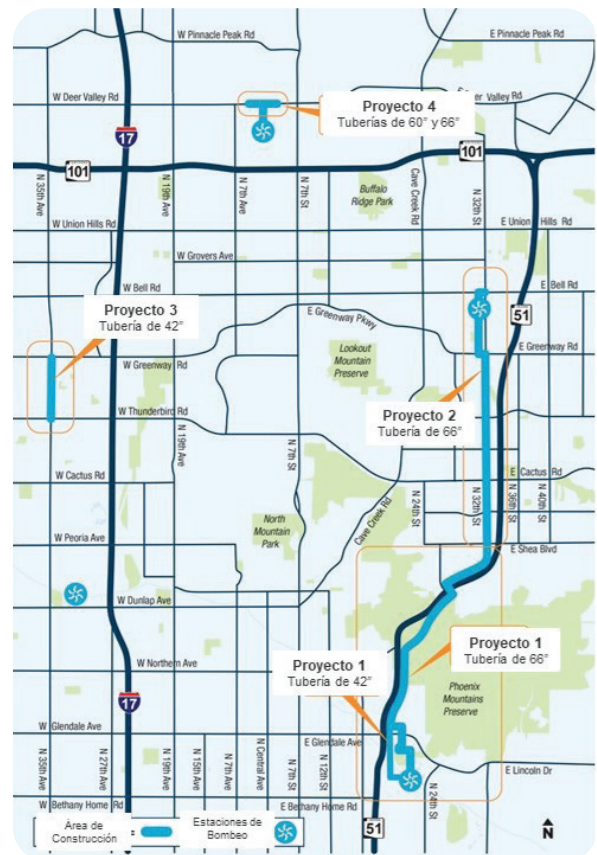 W Pinnacle Peak Rd
E Pinnacle Peak Rd
W Deer Valley Rd
Proyecto 4
Tuberías de 60" y 66"
er Valley Rd
17
101
101
N 35th Ave
N 19th Ave
N 7th Ave
N 7th St
Buffalo
Ridge Park
Cave Creek Rd
N 32th St
W Union Hills Rd
E Union Hills Rd
W Grovers Ave
W Bell Rd
E Bell Rd
51
Proyecto 3
Tubería de 42"
E Greenway Pkwy
W Greenway Rd
E Greenway Rd
Lookout
Mountain
Preserve
Proyecto 2
Tubería de 66"
W Thunderbird Rd
N 19th Ave
N 7th St
W Cactus Rd
E Cactus Rd
N 24th St
N 32th St
N 36th St
N 40th St
Cave Creek Rd
North
Mountain
Park
W Peoria Ave
E Shea Blvd
W Dunlap Ave
Proyecto 1
Tubería de 66"
Proyecto 1
Tubería de 42"
W Northern Ave
Phoenix
Mountains
Preserve
17
W Glendale Ave
E Glendale Ave
N 35th Ave
N 27th Ave
N 19th Ave
N 15th Ave
N 7th Ave
N Central Ave
N 7th St
N 12th St
N 24th St
E Lincoln Dr
W Bethany Home Rd
E Bethany Home Rd
51
Área de
Construcción
Estaciones de
Bombeo
N